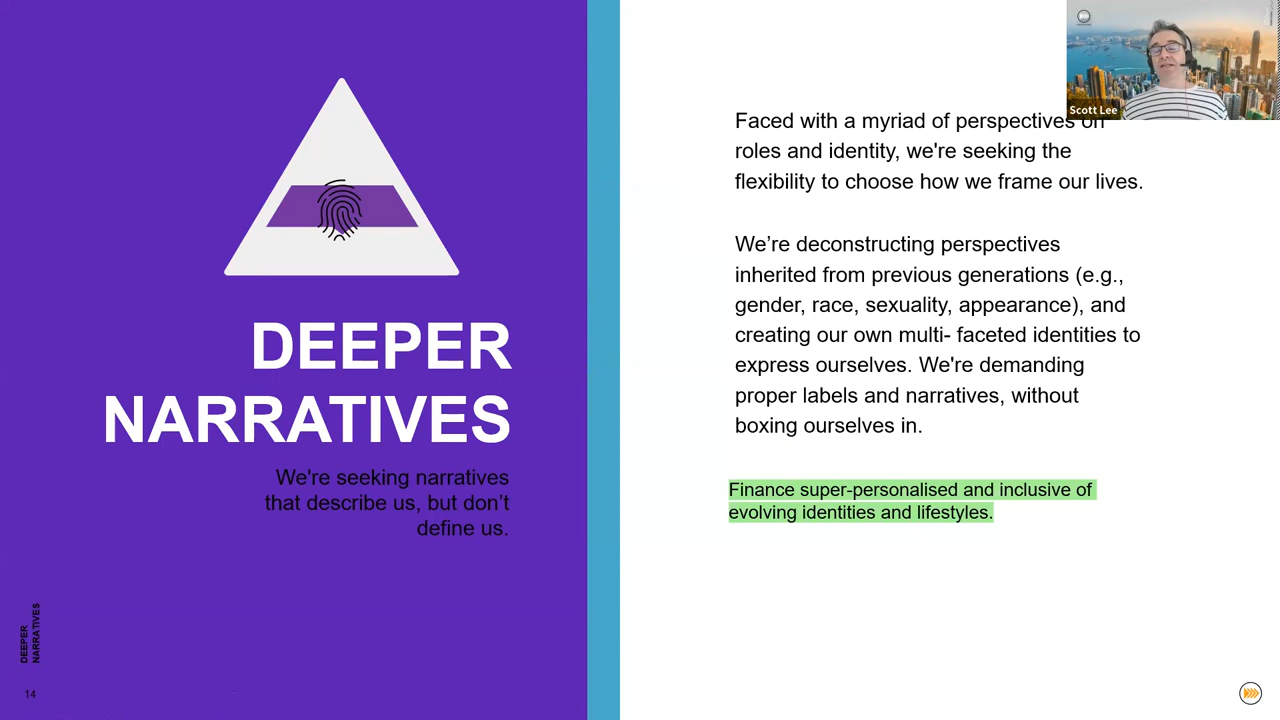 DEEPER
NARRATIVES
We're seeking narratives
that describe us, but don’t
define us.
DEEPER
NARRATIVES
14
Scott Lee
Faced with a myriad of perspectives on
roles and identity, we're seeking the
flexibility to choose how we frame our lives.
We’re deconstructing perspectives
inherited from previous generations (e.g.,
gender, race, sexuality, appearance), and
creating our own multi- faceted identities to
express ourselves. We're demanding
proper labels and narratives, without
boxing ourselves in.
Finance super-personalised and inclusive of
evolving identities and lifestyles.